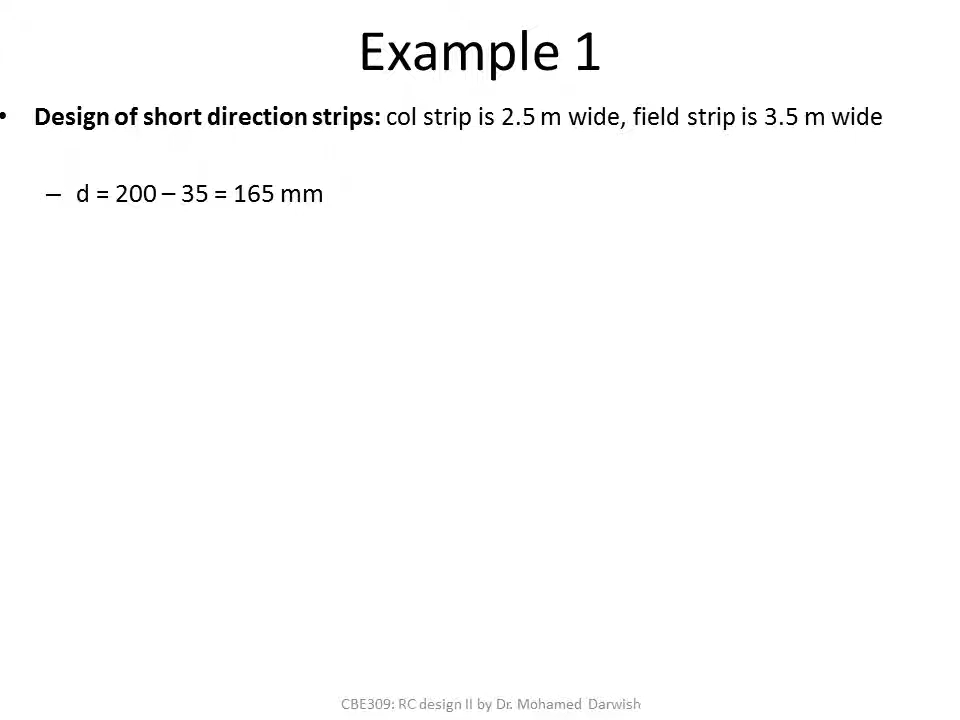 Example 1
• Design of short direction strips: col strip is 2.5 m wide, field strip is 3.5 m wide
– d = 200 – 35 = 165 mm
CBE309: RC design II by Dr. Mohamed Darwish